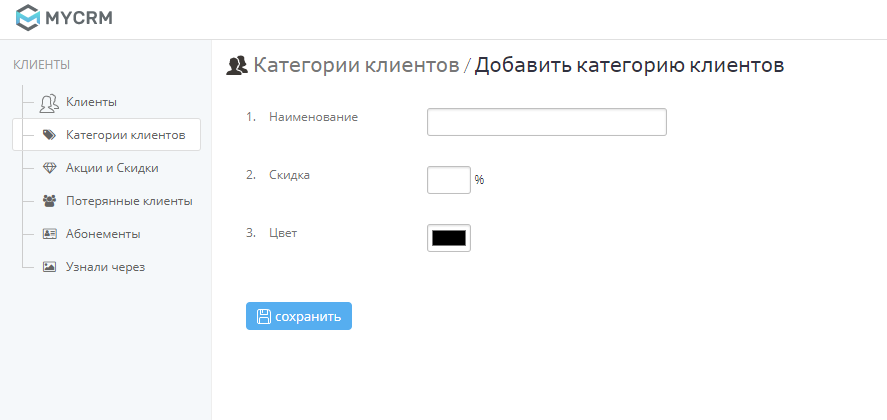 MYCRM
КЛИЕНТЫ
Клиенты
Категории клиентов
Акции и Скидки
Потерянные клиенты
Абонементы
Узнали через
Категории клиентов / Добавить категорию клиентов
1. Наименование
2. Скидка %
3. Цвет
сохранить